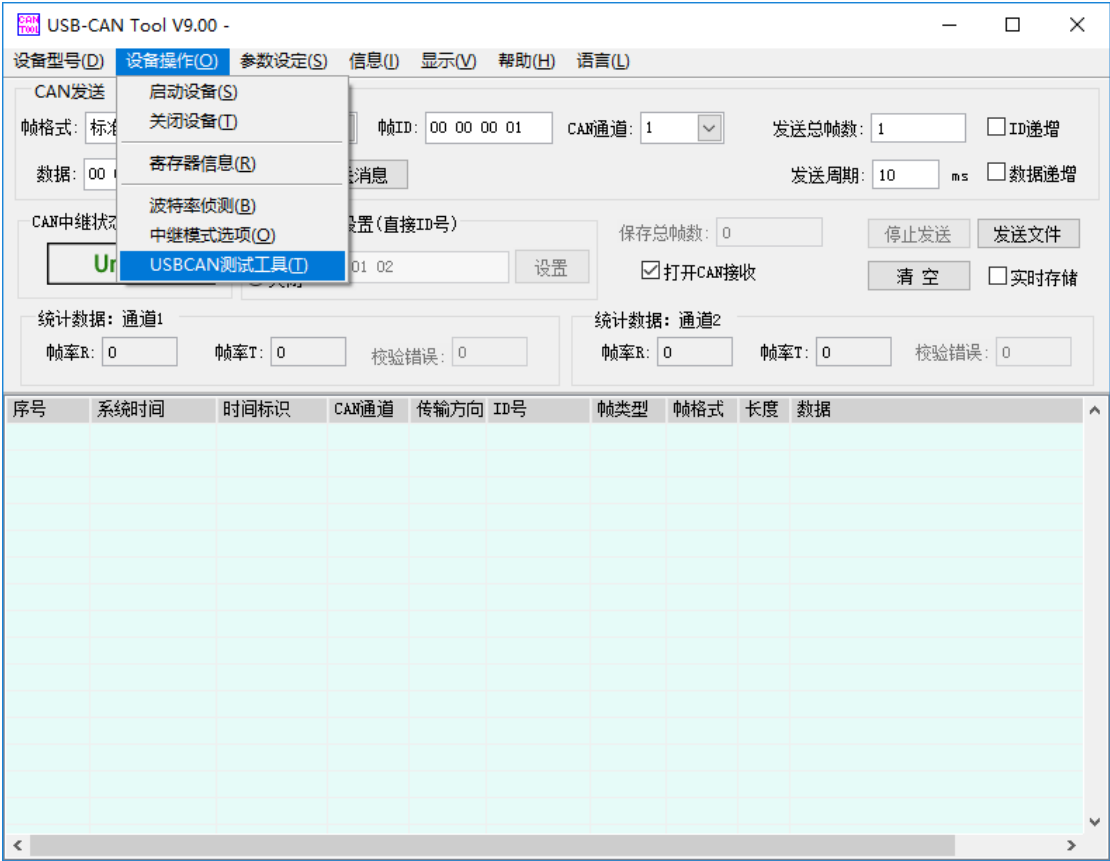 CAN TOOL USB-CAN Tool V9.00 -
设备型号(D) 设备操作(O) 参数设定(S) 信息(I) 显示(V) 帮助(H) 语言(L)
CAN发送
启动设备(S)
关闭设备(T)
寄存器信息(R)
波特率侦测(B)
中继模式选项(O)
USBCAN测试工具(T)
帧格式: 标准 帧ID: 00 00 00 01 CAN通道: 1 发送总帧数: 1 ID递增
数据: 00 消息 发送周期: 10 ms 数据递增
CAN中继状态 设置(直接ID号) 保存总帧数: 0 停止发送 发送文件
Un 01 02 设置 打开CAN接收 清 空 实时存储
统计数据: 通道1 统计数据: 通道2
帧率R: 0 帧率T: 0 校验错误: 0 帧率R: 0 帧率T: 0 校验错误: 0
序号 系统时间 时间标识 CAN通道 传输方向 ID号 帧类型 帧格式 长度 数据